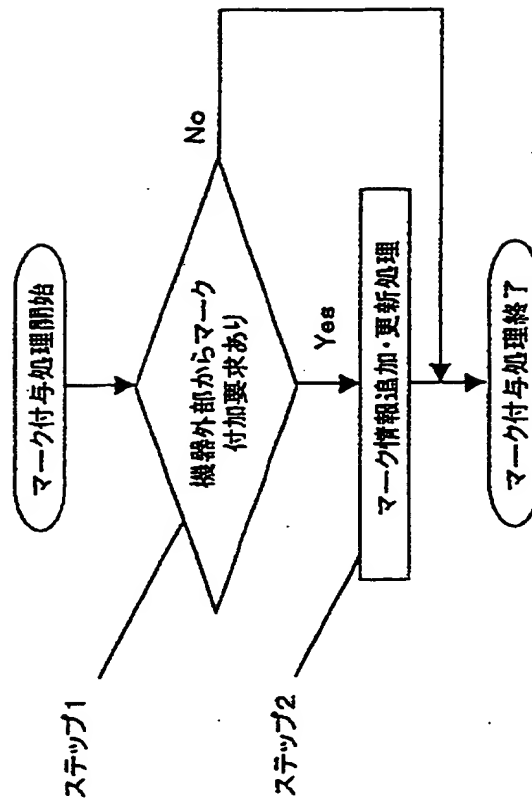 マーク付与処理開始
ステップ1
機器外部からマーク
付加要求あり
No
Yes
ステップ2
マーク情報追加・更新処理
マーク付与処理終了